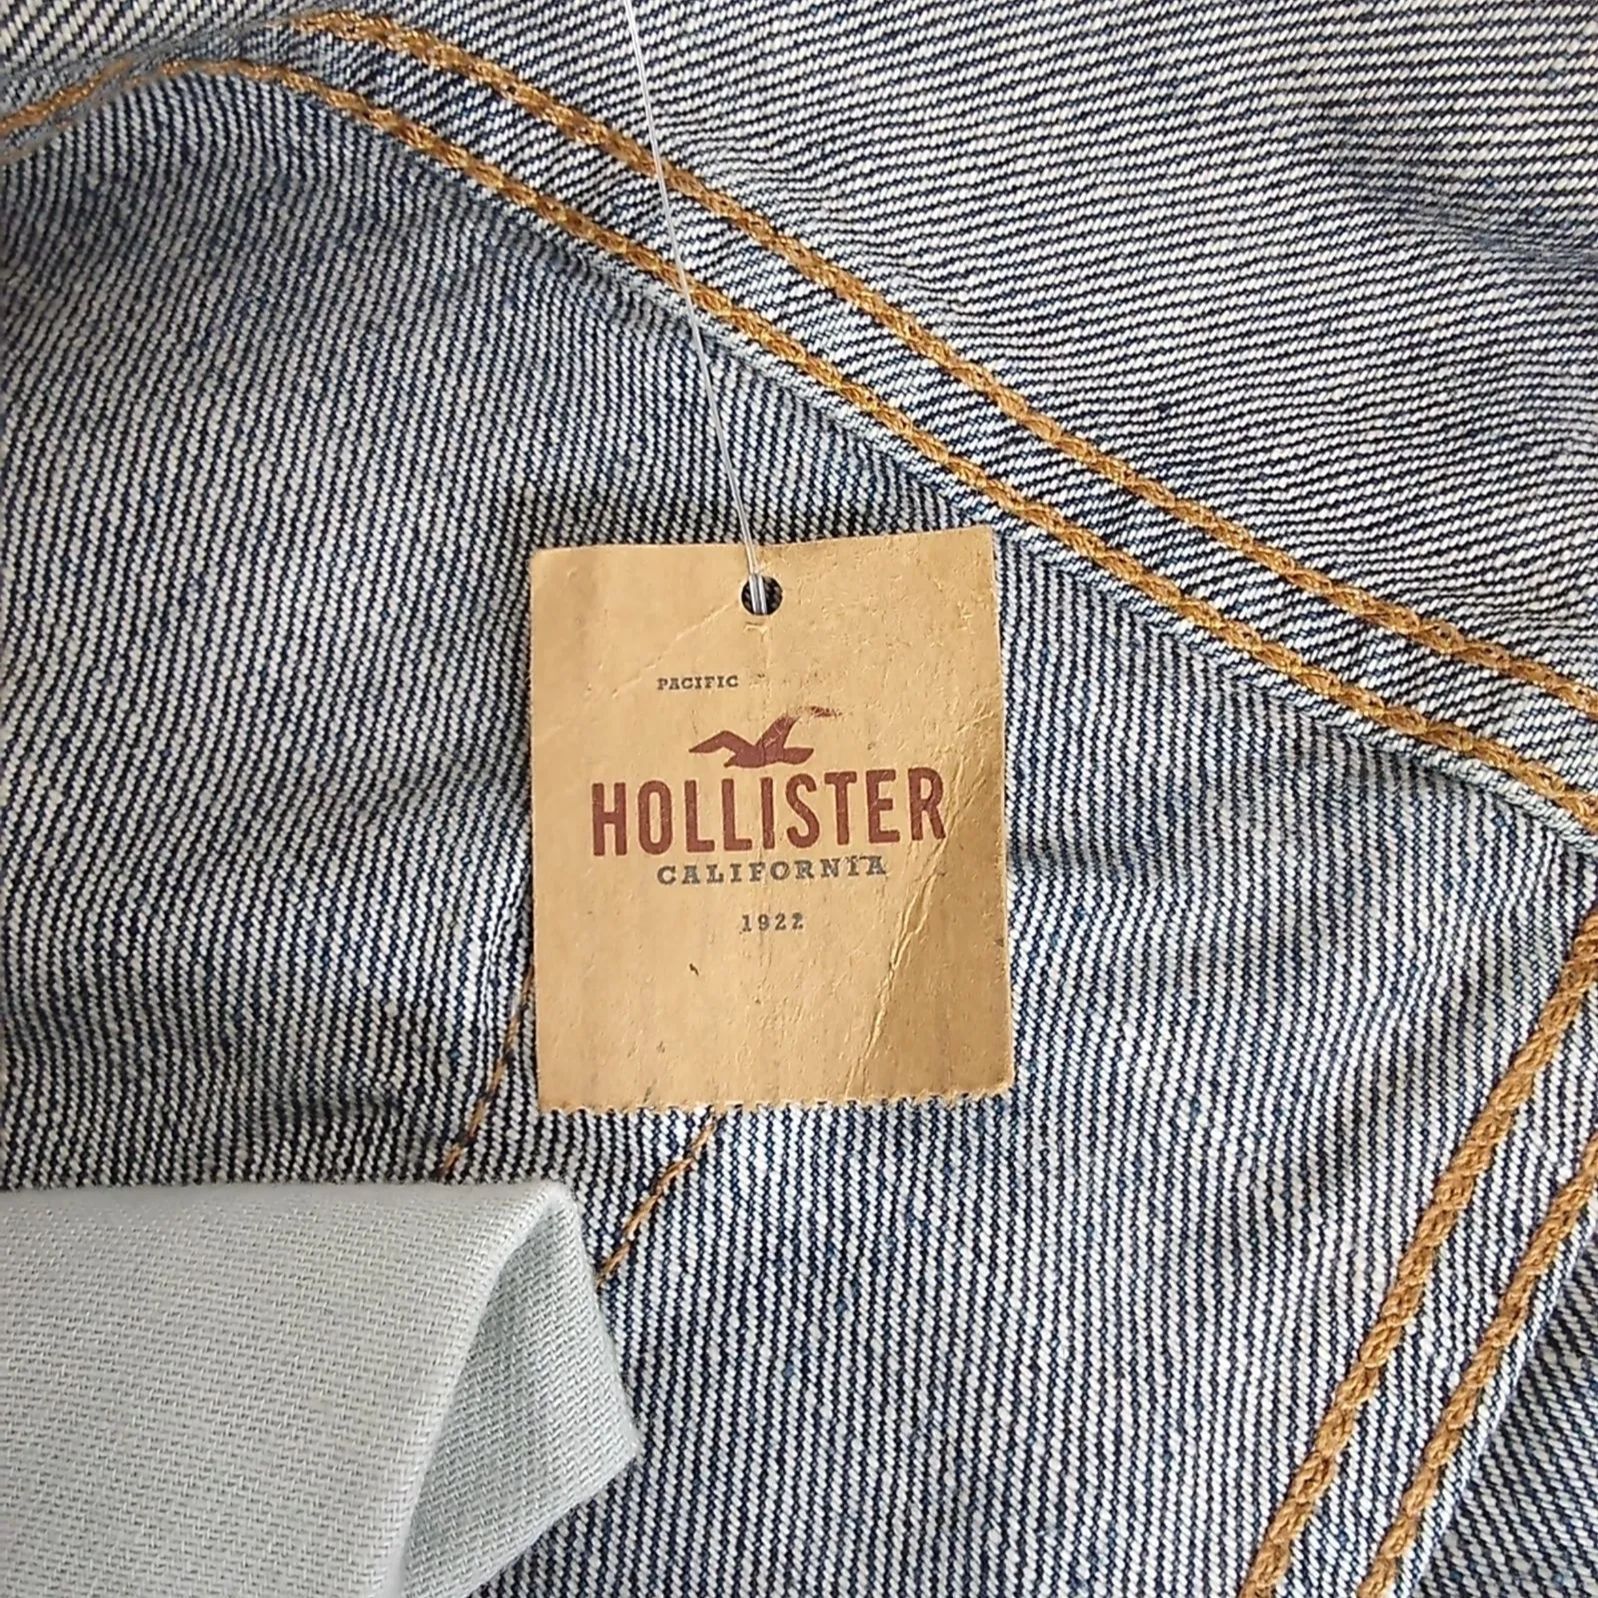 PACIFIC
HOLLISTER
CALIFORNIA
1922